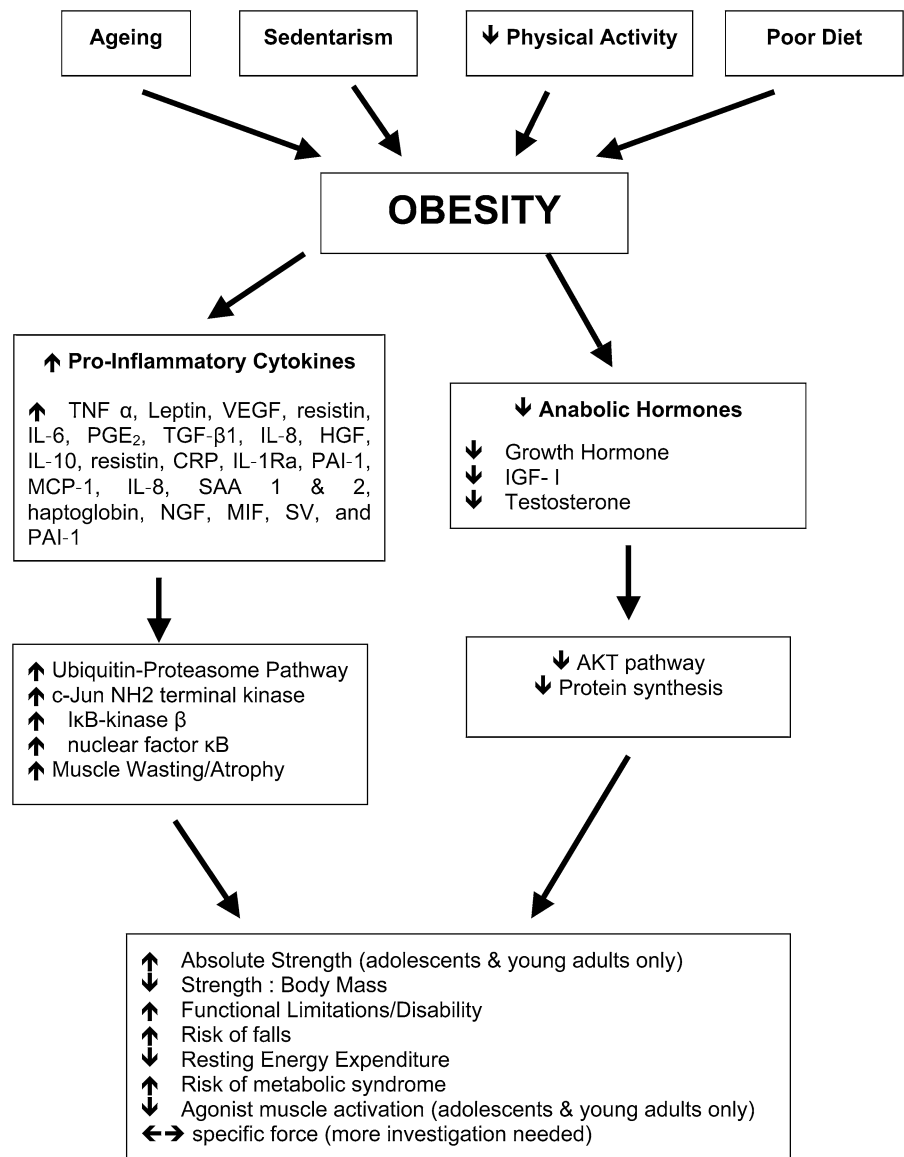 Ageing
Sedentarism
↓ Physical Activity
Poor Diet
OBESITY
↑ Pro-Inflammatory Cytokines
↑ TNF α, Leptin, VEGF, resistin,
IL-6, PGE₂, TGF-β1, IL-8, HGF,
IL-10, resistin, CRP, IL-1Ra, PAI-1,
MCP-1, IL-8, SAA 1 & 2,
haptoglobin, NGF, MIF, SV, and
PAI-1
↓ Anabolic Hormones
↓ Growth Hormone
↓ IGF- I
↓ Testosterone
↑ Ubiquitin-Proteasome Pathway
↑ c-Jun NH2 terminal kinase
↑ IκB-kinase β
↑ nuclear factor κB
↑ Muscle Wasting/Atrophy
↓ AKT pathway
↓ Protein synthesis
↑ Absolute Strength (adolescents & young adults only)
↓ Strength : Body Mass
↑ Functional Limitations/Disability
↑ Risk of falls
↓ Resting Energy Expenditure
↑ Risk of metabolic syndrome
↓ Agonist muscle activation (adolescents & young adults only)
←→ specific force (more investigation needed)